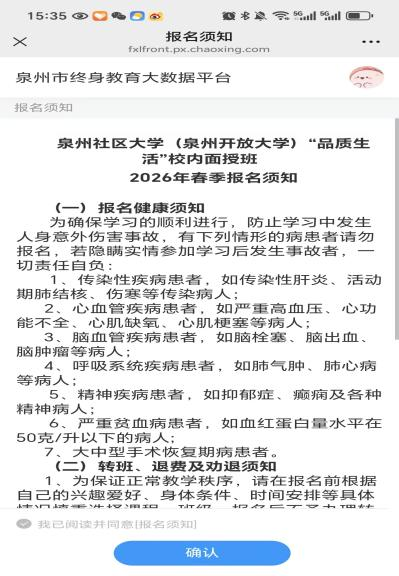 15:35
报名须知
fxlfront.px.chaoxing.com
泉州市终身教育大数据平台
报名须知
泉州社区大学（泉州开放大学）“品质生
活”校内面授班
2026年春季报名须知
（一）报名健康须知
为确保学习的顺利进行，防止学习中发生
人身意外伤害事故，有下列情形的病患者请勿
报名，若隐瞒实情参加学习后发生事故者，一
切责任自负：
1、传染性疾病患者，如传染性肝炎、活动
期肺结核、伤寒等传染病人；
2、心血管疾病患者，如严重高血压、心功
能不全、心肌缺氧、心肌梗塞等病人；
3、脑血管疾病患者，如脑栓塞、脑出血、
脑肿瘤等病人；
4、呼吸系统疾病患者，如肺气肿、肺心病
等病人；
5、精神疾病患者，如抑郁症、癫痫及各种
精神病人；
6、严重贫血病患者，如血红蛋白量水平在
50克/升以下的病人；
7、大中型手术恢复期病患者。
（二）转班、退费及劝退须知
1、为保证正常教学秩序，请在报名前根据
自己的兴趣爱好、身体条件、时间安排等具体
我已阅读并同意[报名须知]
确认